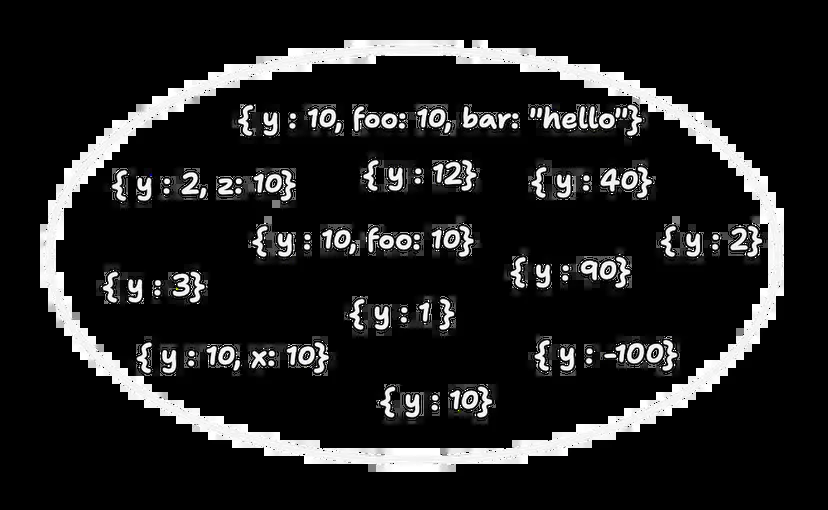 { y : 10, foo: 10, bar: "hello"}
{ y : 2, z: 10}
{ y : 12}
{ y : 40}
{ y : 10, foo: 10}
{ y : 2}
{ y : 3}
{ y : 90}
{ y : 1 }
{ y : 10, x: 10}
{ y : -100}
{ y : 10}